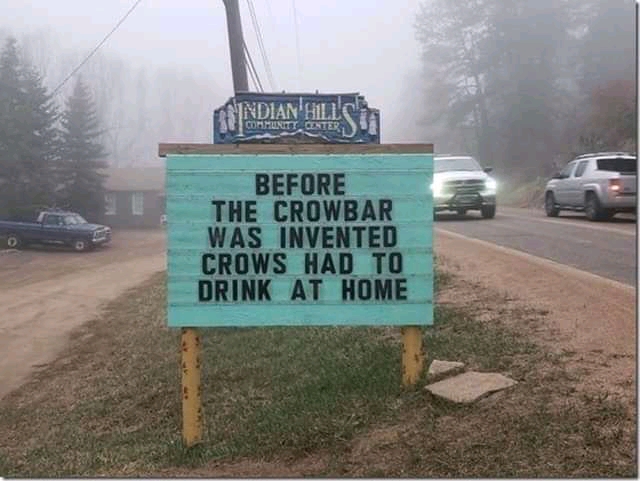 INDIAN HILLS
COMMUNITY CENTER
BEFORE
THE CROWBAR
WAS INVENTED
CROWS HAD TO
DRINK AT HOME